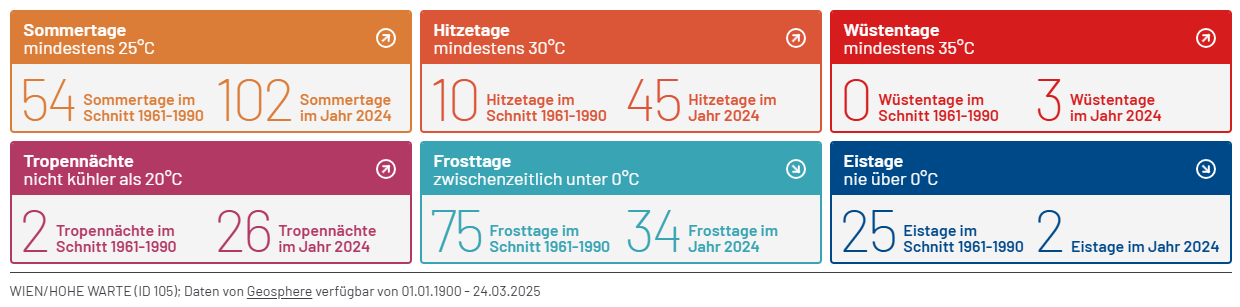 Sommertage
mindestens 25°C
54 Sommertage im
Schnitt 1961-1990
102 Sommertage
im Jahr 2024
Hitzetage
mindestens 30°C
10 Hitzetage im
Schnitt 1961-1990
45 Hitzetage im
Jahr 2024
Wüstentage
mindestens 35°C
0 Wüstentage im
Schnitt 1961-1990
3 Wüstentage
im Jahr 2024
Tropennächte
nicht kühler als 20°C
2 Tropennächte im
Schnitt 1961-1990
26 Tropennächte
im Jahr 2024
Frosttage
zwischenzeitlich unter 0°C
75 Frosttage im
Schnitt 1961-1990
34 Frosttage im
Jahr 2024
Eistage
nie über 0°C
25 Eistage im
Schnitt 1961-1990
2 Eistage im Jahr 2024
WIEN/HOHE WARTE (ID 105); Daten von Geosphere verfügbar von 01.01.1900 - 24.03.2025